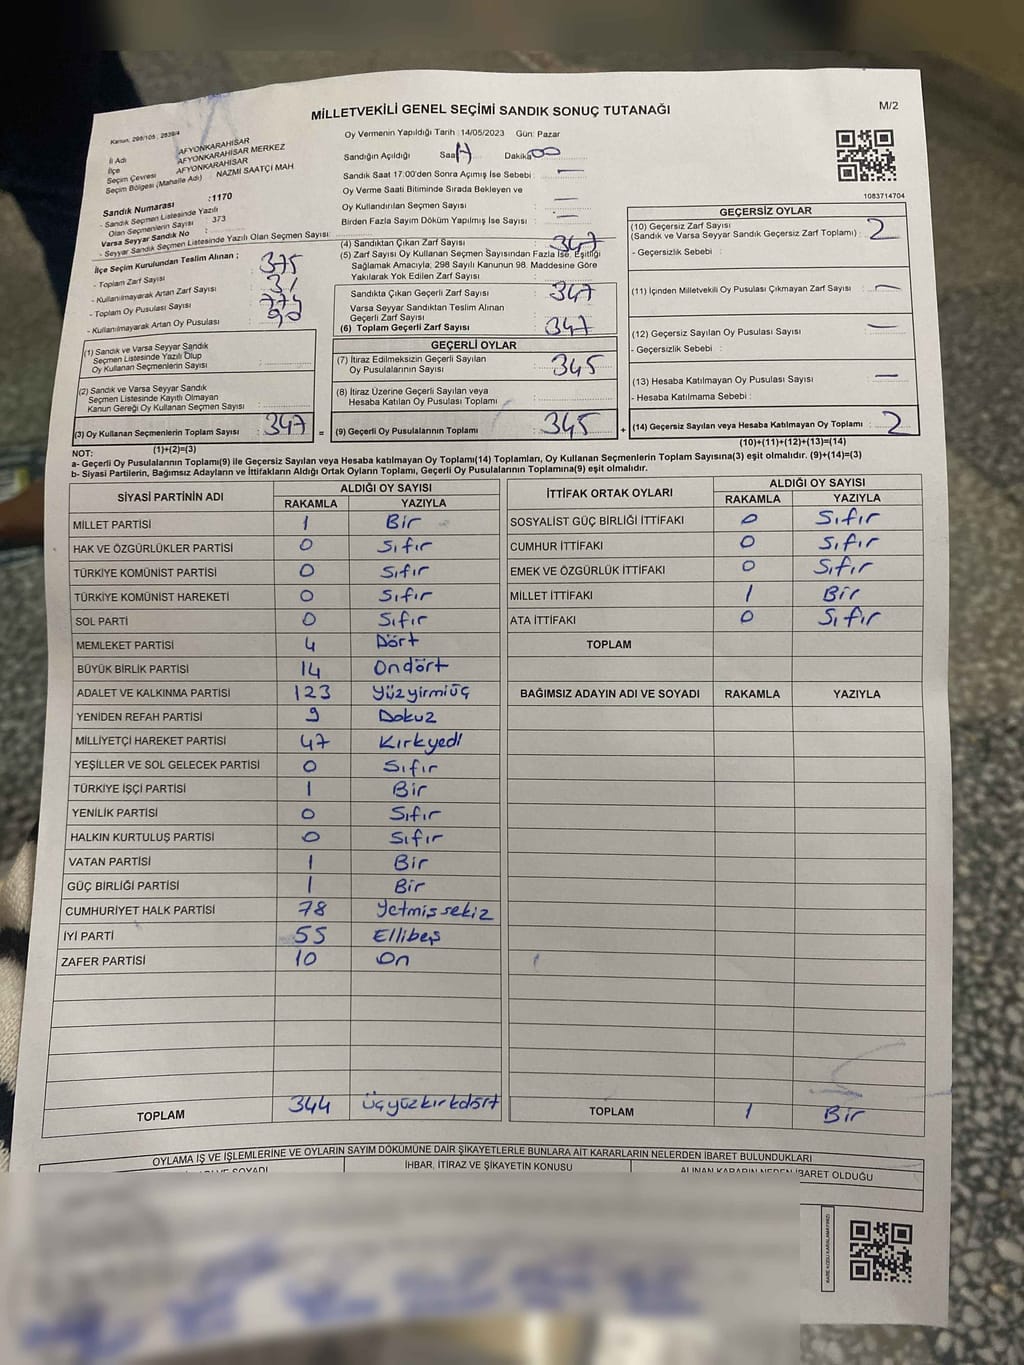 MİLLETVEKİLİ GENEL SEÇİMİ SANDIK SONUÇ TUTANAĞI
M/2
Kanun, 298/105 ; 2839/4
İl Adı AFYONKARAHİSAR
İlçe AFYONKARAHİSAR MERKEZ
Seçim Çevresi AFYONKARAHİSAR
Seçim Bölgesi (Mahalle Adı) NAZMİ SAATÇİ MAH
Sandık Numarası :1170
- Sandık Seçmen Listesinde Yazılı
Olan Seçmenlerin Sayısı : 373
Varsa Seyyar Sandık No :
- Seyyar Sandık Seçmen Listesinde Yazılı Olan Seçmen Sayısı:
İlçe Seçim Kurulundan Teslim Alınan ;
- Toplam Zarf Sayısı : 375
- Kullanılmayarak Artan Zarf Sayısı :
- Toplam Oy Pusulası Sayısı :
- Kullanılmayarak Artan Oy Pusulası :
(1) Sandık ve Varsa Seyyar Sandık
Seçmen Listesinde Yazılı Olup
Oy Kullanan Seçmenlerin Sayısı :
(2) Sandık ve Varsa Seyyar Sandık
Seçmen Listesinde Kayıtlı Olmayan
Kanun Gereği Oy Kullanan Seçmen Sayısı :
(3) Oy Kullanan Seçmenlerin Toplam Sayısı : 347
(1)+(2)=(3)
Oy Vermenin Yapıldığı Tarih :14/05/2023 Gün: Pazar
Sandığın Açıldığı Saat Dakika 00
Sandık Saat 17:00'den Sonra Açılmış İse Sebebi : —
Oy Verme Saati Bitiminde Sırada Bekleyen ve
Oy Kullandırılan Seçmen Sayısı : —
Birden Fazla Sayım Döküm Yapılmış İse Sayısı : —
(4) Sandıktan Çıkan Zarf Sayısı : 347
(5) Zarf Sayısı Oy Kullanan Seçmen Sayısından Fazla İse, Eşitliği
Sağlamak Amacıyla; 298 Sayılı Kanunun 98. Maddesine Göre
Yakılarak Yok Edilen Zarf Sayısı :
Sandıkta Çıkan Geçerli Zarf Sayısı : 347
Varsa Seyyar Sandıktan Teslim Alınan
Geçerli Zarf Sayısı :
(6) Toplam Geçerli Zarf Sayısı : 347
GEÇERLİ OYLAR
(7) İtiraz Edilmeksizin Geçerli Sayılan
Oy Pusulalarının Sayısı : 345
(8) İtiraz Üzerine Geçerli Sayılan veya
Hesaba Katılan Oy Pusulası Toplamı :
= (9) Geçerli Oy Pusulalarının Toplamı : 345
1083714704
GEÇERSİZ OYLAR
(10) Geçersiz Zarf Sayısı
(Sandık ve Varsa Seyyar Sandık Geçersiz Zarf Toplamı) : 2
- Geçersizlik Sebebi :
(11) İçinden Milletvekili Oy Pusulası Çıkmayan Zarf Sayısı : —
(12) Geçersiz Sayılan Oy Pusulası Sayısı : —
- Geçersizlik Sebebi :
(13) Hesaba Katılmayan Oy Pusulası Sayısı : —
- Hesaba Katılmama Sebebi :
+ (14) Geçersiz Sayılan veya Hesaba Katılmayan Oy Toplamı : 2
(10)+(11)+(12)+(13)=(14)
NOT:
a- Geçerli Oy Pusulalarının Toplamı(9) ile Geçersiz Sayılan veya Hesaba Katılmayan Oy Toplamı(14) Toplamları, Oy Kullanan Seçmenlerin Toplam Sayısına(3) eşit olmalıdır. (9)+(14)=(3)
b- Siyasi Partilerin, Bağımsız Adayların ve İttifakların Aldığı Ortak Oyların Toplamı, Geçerli Oy Pusulalarının Toplamına(9) eşit olmalıdır.
SİYASİ PARTİNİN ADI ALDIĞI OY SAYISI
RAKAMLA YAZIYLA
MİLLET PARTİSİ 1 Bir
HAK VE ÖZGÜRLÜKLER PARTİSİ 0 Sıfır
TÜRKİYE KOMÜNİST PARTİSİ 0 Sıfır
TÜRKİYE KOMÜNİST HAREKETİ 0 Sıfır
SOL PARTİ 0 Sıfır
MEMLEKET PARTİSİ 4 Dört
BÜYÜK BİRLİK PARTİSİ 14 Ondört
ADALET VE KALKINMA PARTİSİ 123 Yüzyirmiüç
YENİDEN REFAH PARTİSİ 9 Dokuz
MİLLİYETÇİ HAREKET PARTİSİ 47 Kırkyedi
YEŞİLLER VE SOL GELECEK PARTİSİ 0 Sıfır
TÜRKİYE İŞÇİ PARTİSİ 1 Bir
YENİLİK PARTİSİ 0 Sıfır
HALKIN KURTULUŞ PARTİSİ 0 Sıfır
VATAN PARTİSİ 1 Bir
GÜÇ BİRLİĞİ PARTİSİ 1 Bir
CUMHURİYET HALK PARTİSİ 78 Yetmişsekiz
İYİ PARTİ 55 Ellibeş
ZAFER PARTİSİ 10 On
TOPLAM 344 üçyüzkırkdört
İTTİFAK ORTAK OYLARI ALDIĞI OY SAYISI
RAKAMLA YAZIYLA
SOSYALİST GÜÇ BİRLİĞİ İTTİFAKI 0 Sıfır
CUMHUR İTTİFAKI 0 Sıfır
EMEK VE ÖZGÜRLÜK İTTİFAKI 0 Sıfır
MİLLET İTTİFAKI 1 Bir
ATA İTTİFAKI 0 Sıfır
TOPLAM
BAĞIMSIZ ADAYIN ADI VE SOYADI RAKAMLA YAZIYLA
TOPLAM 1 Bir
OYLAMA İŞ VE İŞLEMLERİNE VE OYLARIN SAYIM DÖKÜMÜNE DAİR ŞİKAYETLERLE BUNLARA AİT KARARLARIN NELERDEN İBARET BULUNDUKLARI
SOYADI İHBAR, İTİRAZ VE ŞİKAYETİN KONUSU ALINAN KARARIN NEDEN İBARET OLDUĞU